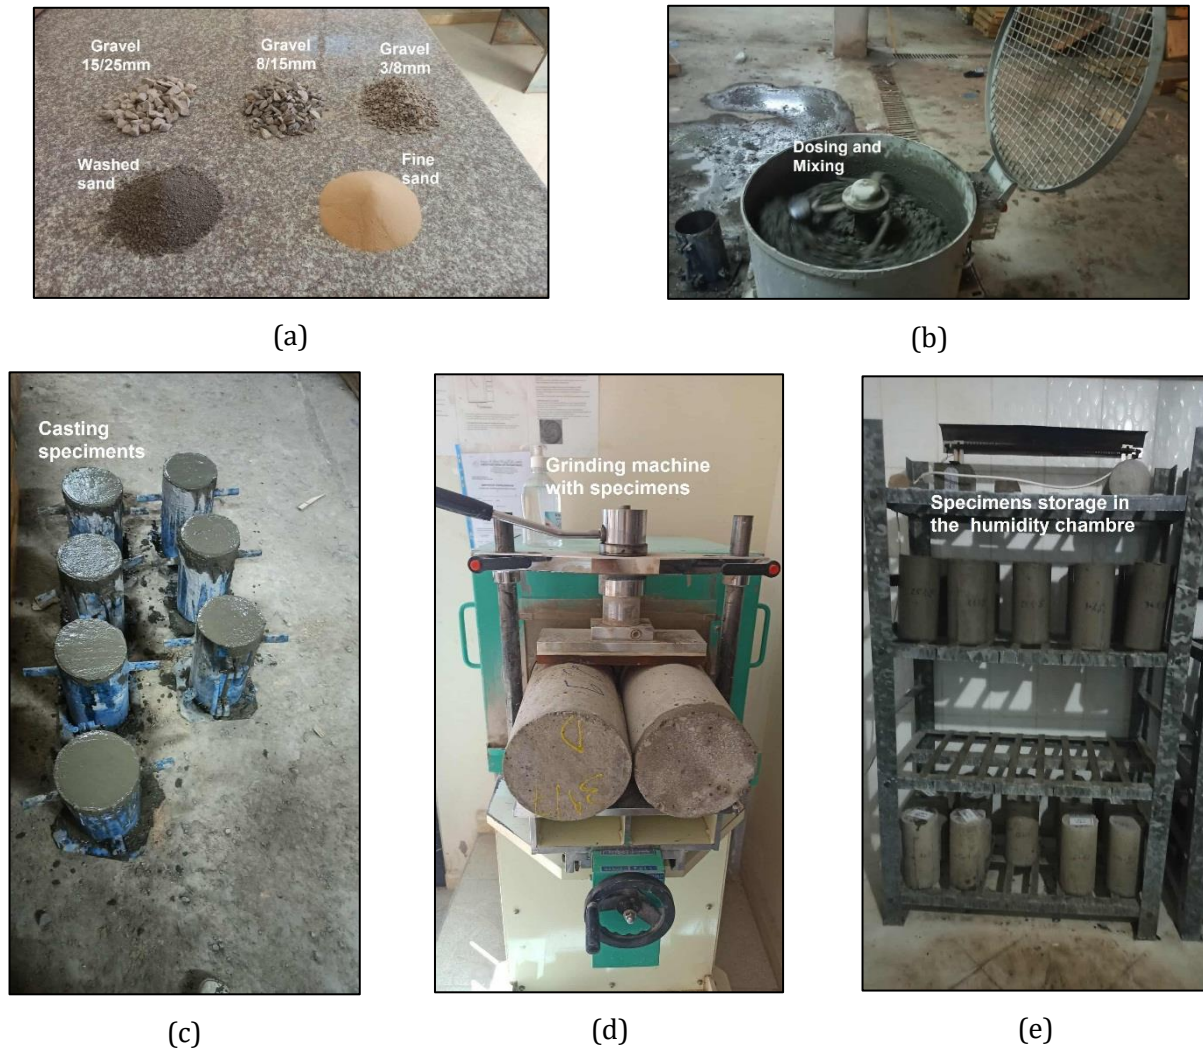 Gravel
15/25mm
Gravel
8/15mm
Gravel
3/8mm
Washed
sand
Fine
sand
Dosing and
Mixing
(a)
(b)
Casting
speciments
Grinding machine
with specimens
Specimens storage in
the humidity chambre
(c)
(d)
(e)